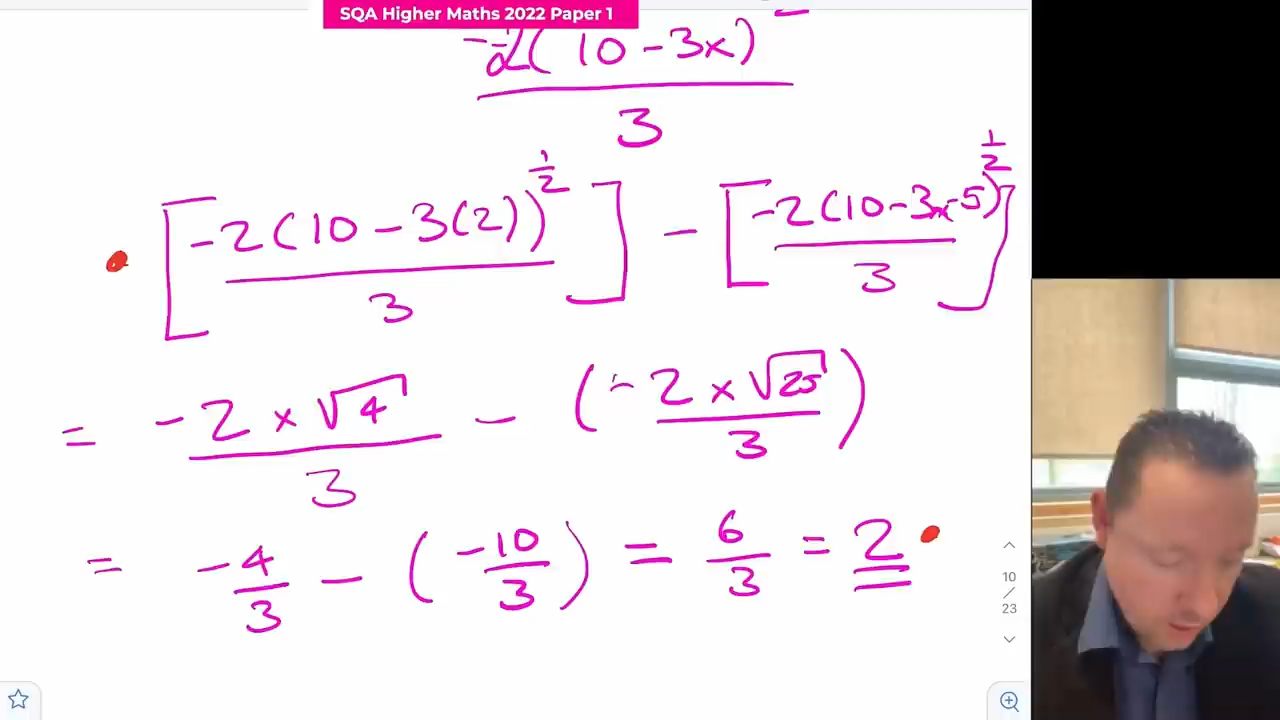 SQA Higher Maths 2022 Paper 1
-2(10-3x)
3
[-2(10-3(2))^1/2 / 3] - [-2(10-3x-5)^1/2 / 3]
= -2×√4 / 3 - (-2×√25 / 3)
= -4/3 - (-10/3) = 6/3 = 2
10
/
23